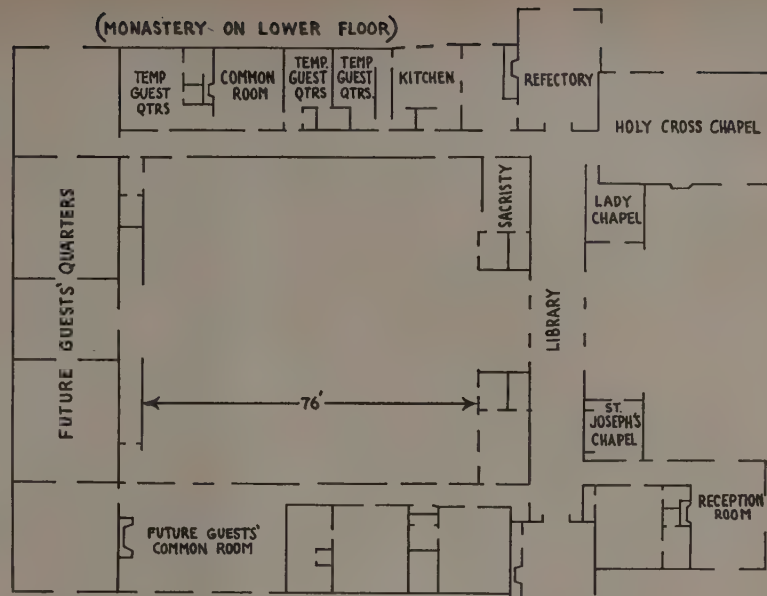 (MONASTERY ON LOWER FLOOR)
TEMP
GUEST
QTRS
COMMON
ROOM
TEMP.
GUEST
QTRS
TEMP
GUEST
QTRS.
KITCHEN
REFECTORY
HOLY CROSS CHAPEL
SACRISTY
LADY
CHAPEL
FUTURE GUESTS' QUARTERS
LIBRARY
76'
ST.
JOSEPH'S
CHAPEL
FUTURE GUESTS'
COMMON ROOM
RECEPTION
ROOM